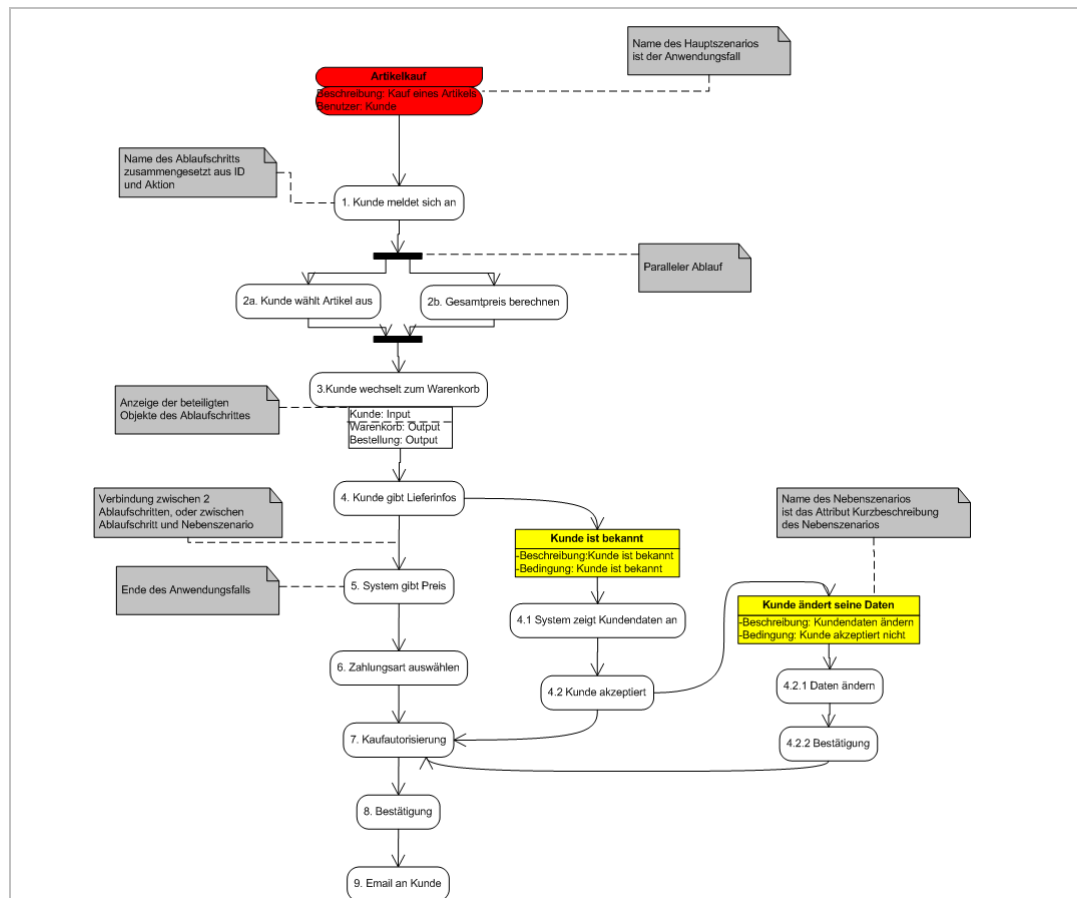 Name des Hauptszenarios
ist der Anwendungsfall
Artikelkauf
Beschreibung: Kauf eines Artikels
Benutzer: Kunde
Name des Ablaufschritts
zusammengesetzt aus ID
und Aktion
1. Kunde meldet sich an
Paralleler Ablauf
2a. Kunde wählt Artikel aus
2b. Gesamtpreis berechnen
3.Kunde wechselt zum Warenkorb
Anzeige der beteiligten
Objekte des Ablaufschrittes
Kunde: Input
Warenkorb: Output
Bestellung: Output
4. Kunde gibt Lieferinfos
Verbindung zwischen 2
Ablaufschritten, oder zwischen
Ablaufschritt und Nebenszenario
Name des Nebenszenarios
ist das Attribut Kurzbeschreibung
des Nebenszenarios
Kunde ist bekannt
-Beschreibung:Kunde ist bekannt
-Bedingung: Kunde ist bekannt
Ende des Anwendungsfalls
5. System gibt Preis
Kunde ändert seine Daten
-Beschreibung: Kundendaten ändern
-Bedingung: Kunde akzeptiert nicht
4.1 System zeigt Kundendaten an
6. Zahlungsart auswählen
4.2 Kunde akzeptiert
4.2.1 Daten ändern
7. Kaufautorisierung
4.2.2 Bestätigung
8. Bestätigung
9. Email an Kunde